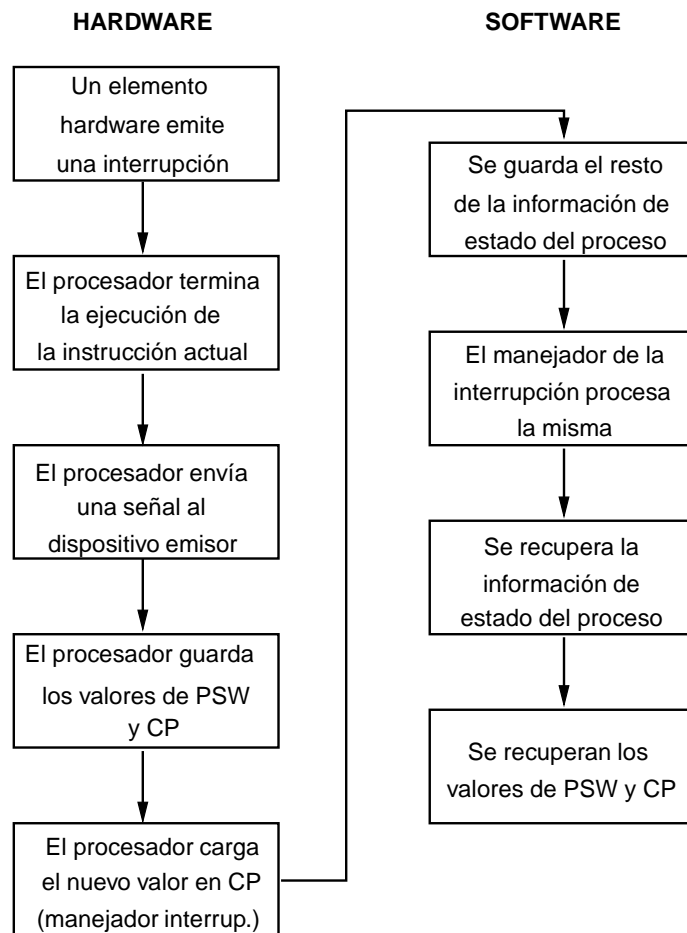 HARDWARE
Un elemento
hardware emite
una interrupción
El procesador termina
la ejecución de
la instrucción actual
El procesador envía
una señal al
dispositivo emisor
El procesador guarda
los valores de PSW
y CP
El procesador carga
el nuevo valor en CP
(manejador interrup.)
SOFTWARE
Se guarda el resto
de la información de
estado del proceso
El manejador de la
interrupción procesa
la misma
Se recupera la
información de
estado del proceso
Se recuperan los
valores de PSW y CP